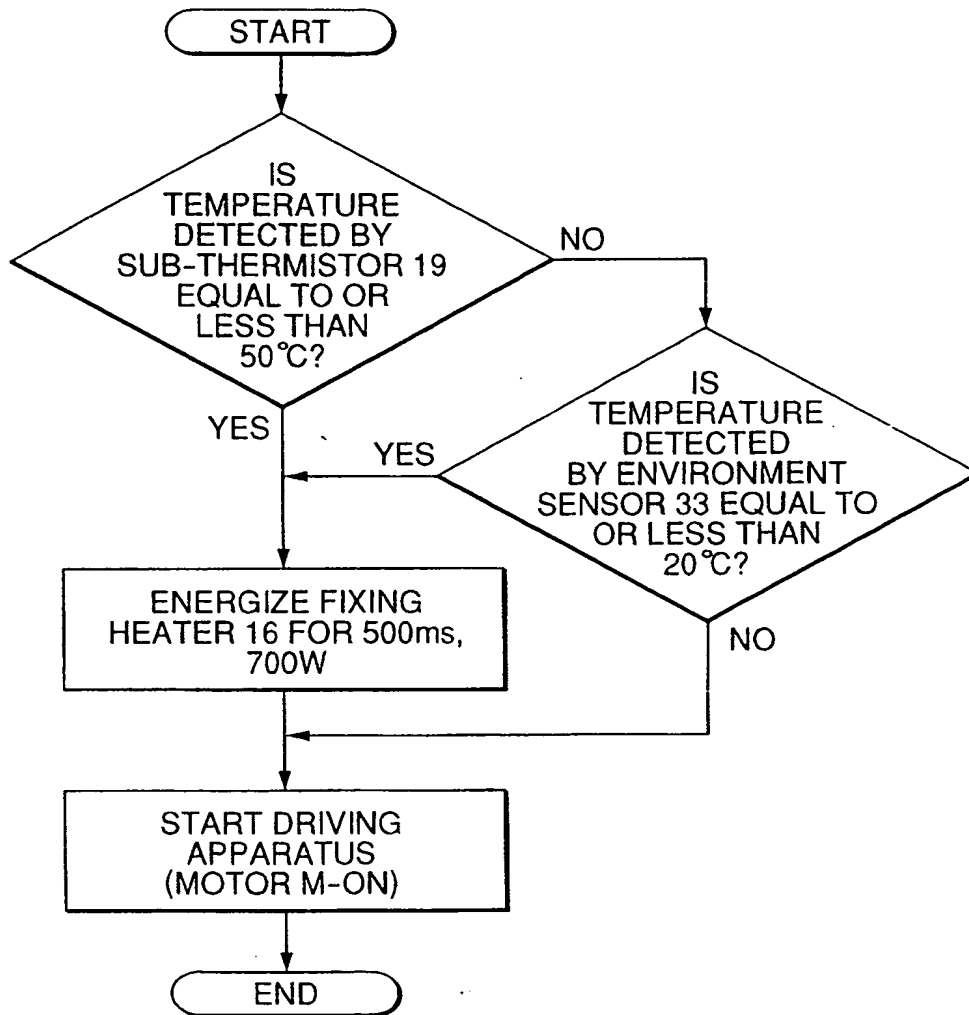 START
IS
TEMPERATURE
DETECTED BY
SUB-THERMISTOR 19
EQUAL TO OR
LESS THAN
50°C?
NO
YES
IS
TEMPERATURE
DETECTED
BY ENVIRONMENT
SENSOR 33 EQUAL TO
OR LESS THAN
20°C?
YES
NO
ENERGIZE FIXING
HEATER 16 FOR 500ms,
700W
START DRIVING
APPARATUS
(MOTOR M-ON)
END